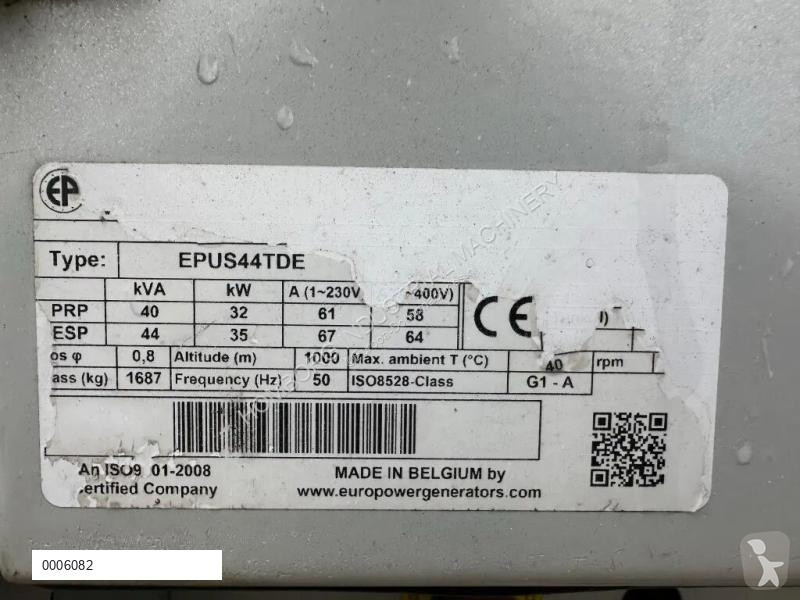 EP
Type: EPUS44TDE
kVA kW A (1~230V ~400V)
PRP 40 32 61 58
ESP 44 35 67 64
os φ 0,8 Altitude (m) 1000 Max. ambient T (°C) 40 rpm
ass (kg) 1687 Frequency (Hz) 50 ISO8528-Class G1 - A
CE
An ISO9 01-2008
ertified Company
MADE IN BELGIUM by
www.europowergenerators.com
0006082